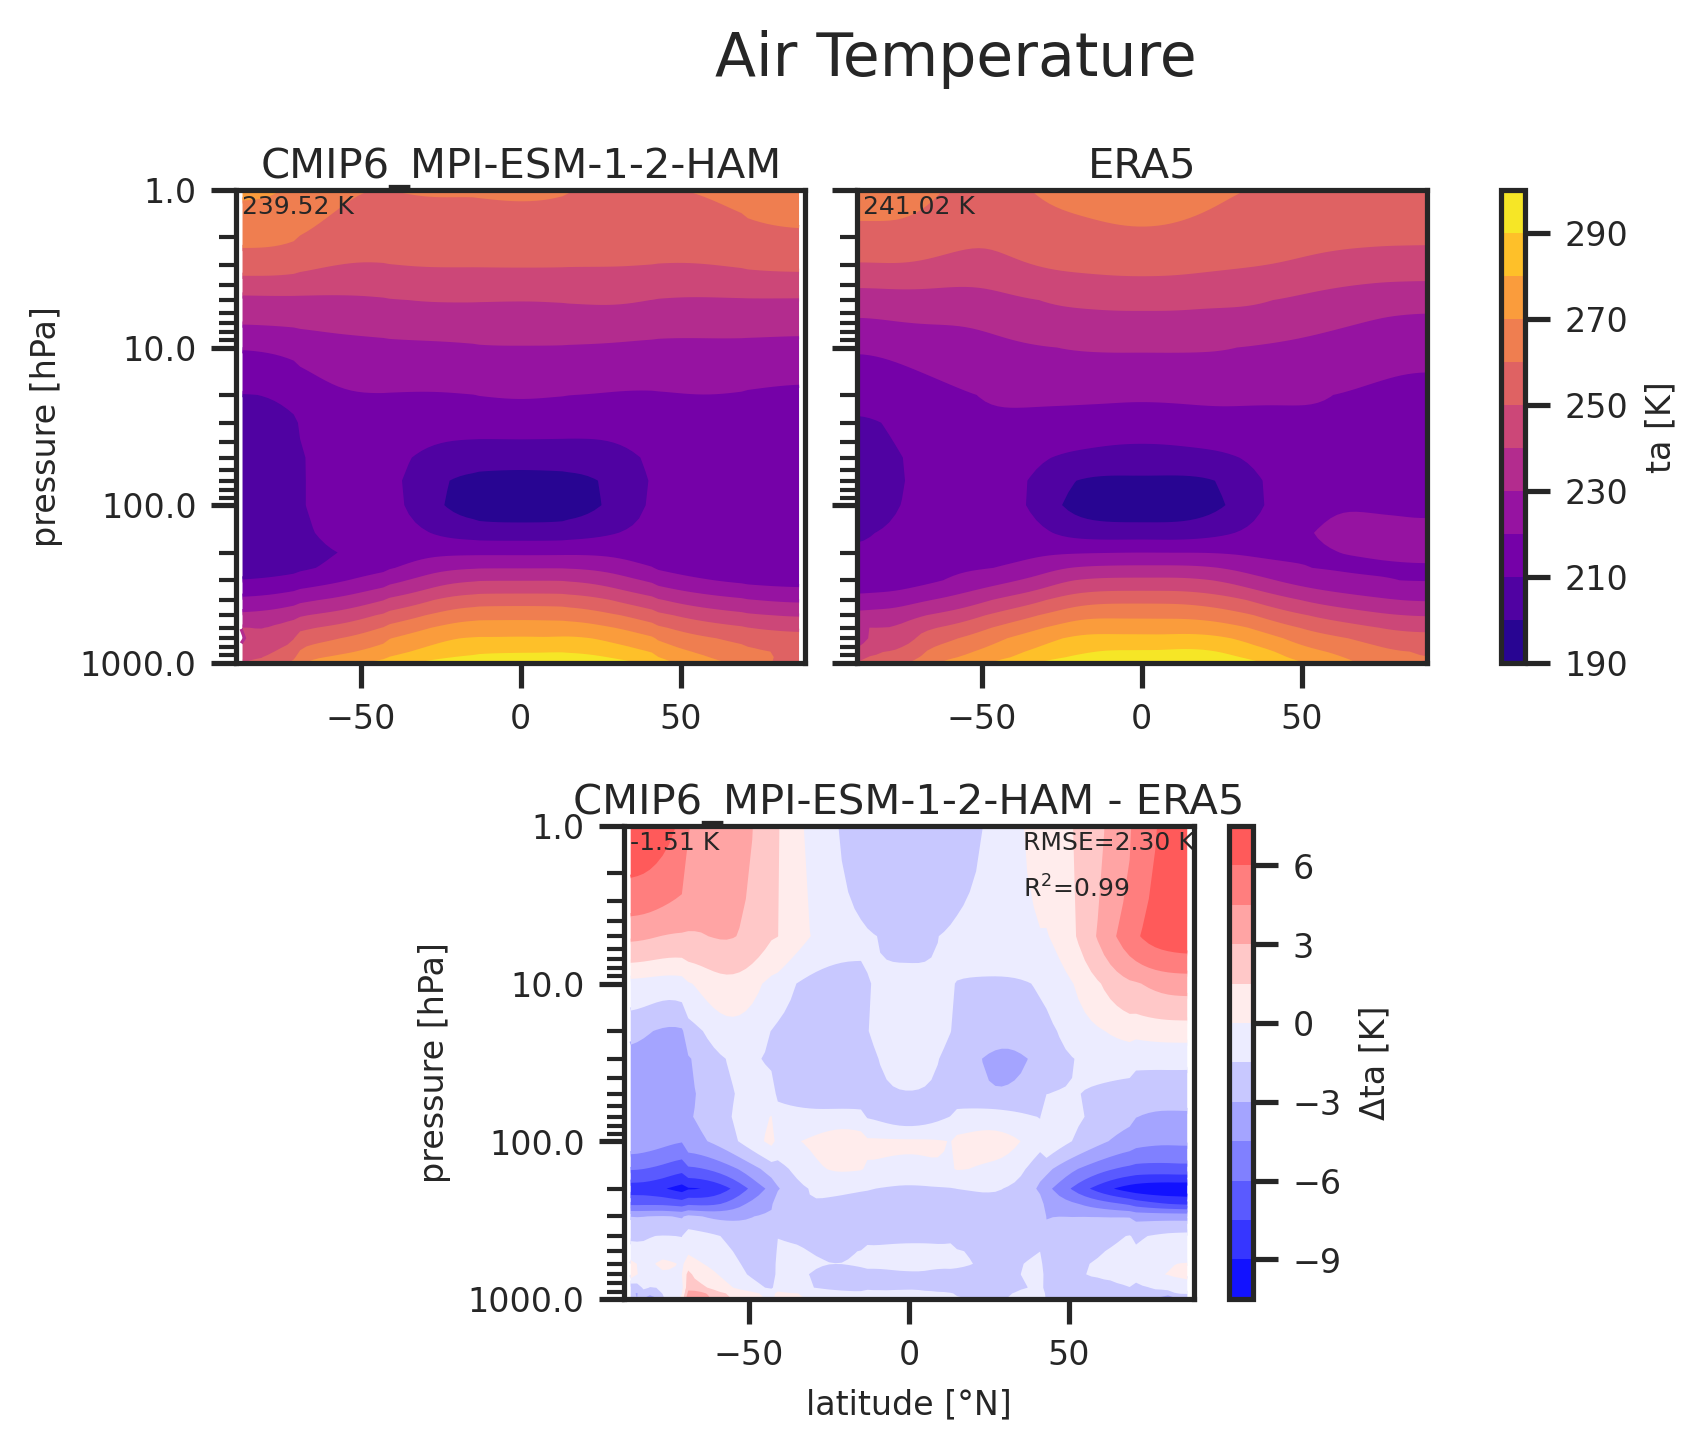 Air Temperature
CMIP6_MPI-ESM-1-2-HAM
ERA5
239.52 K
241.02 K
1.0
10.0
100.0
1000.0
pressure [hPa]
−50
0
50
−50
0
50
290
270
250
230
210
190
ta [K]
CMIP6_MPI-ESM-1-2-HAM - ERA5
-1.51 K
RMSE=2.30 K
R²=0.99
1.0
10.0
100.0
1000.0
pressure [hPa]
−50
0
50
latitude [°N]
6
3
0
−3
−6
−9
Δta [K]